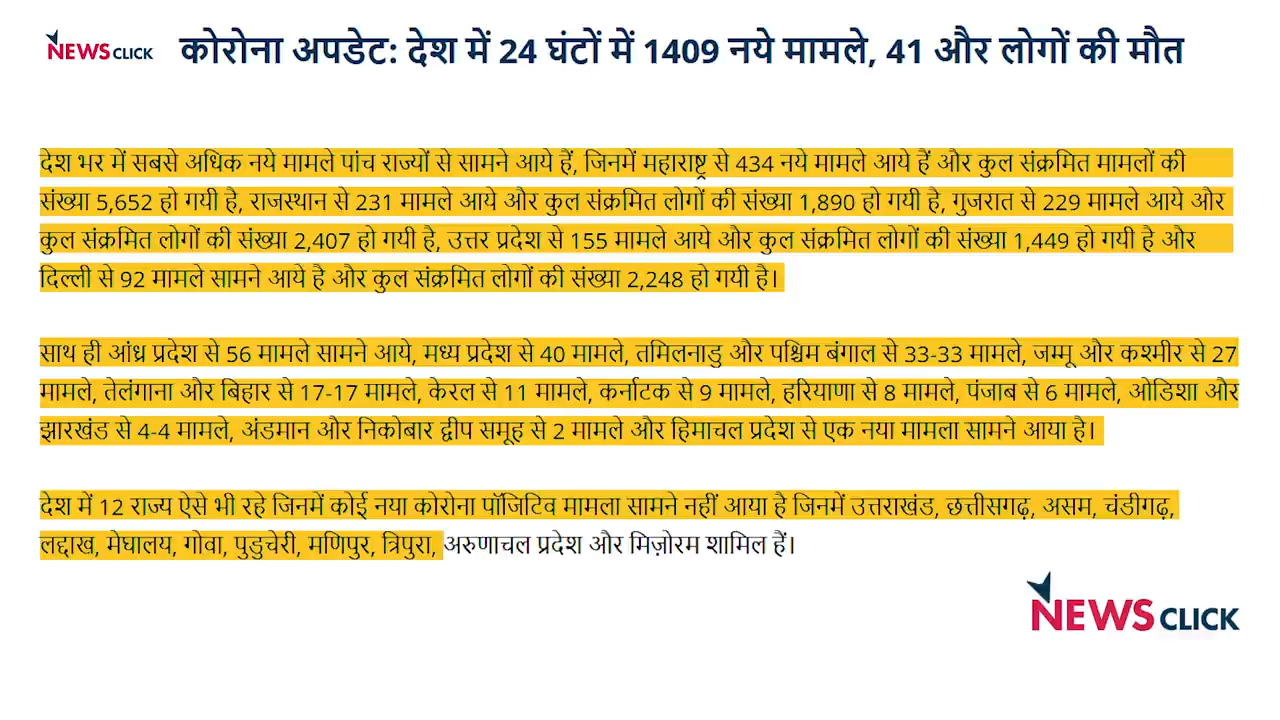 NEWSCLICK कोरोना अपडेट: देश में 24 घंटों में 1409 नये मामले, 41 और लोगों की मौत
देश भर में सबसे अधिक नये मामले पांच राज्यों से सामने आये हैं, जिनमें महाराष्ट्र से 434 नये मामले आये हैं और कुल संक्रमित मामलों की
संख्या 5,652 हो गयी है, राजस्थान से 231 मामले आये और कुल संक्रमित लोगों की संख्या 1,890 हो गयी है, गुजरात से 229 मामले आये और
कुल संक्रमित लोगों की संख्या 2,407 हो गयी है, उत्तर प्रदेश से 155 मामले आये और कुल संक्रमित लोगों की संख्या 1,449 हो गयी है और
दिल्ली से 92 मामले सामने आये है और कुल संक्रमित लोगों की संख्या 2,248 हो गयी है।
साथ ही आंध्र प्रदेश से 56 मामले सामने आये, मध्य प्रदेश से 40 मामले, तमिलनाडु और पश्चिम बंगाल से 33-33 मामले, जम्मू और कश्मीर से 27
मामले, तेलंगाना और बिहार से 17-17 मामले, केरल से 11 मामले, कर्नाटक से 9 मामले, हरियाणा से 8 मामले, पंजाब से 6 मामले, ओडिशा और
झारखंड से 4-4 मामले, अंडमान और निकोबार द्वीप समूह से 2 मामले और हिमाचल प्रदेश से एक नया मामला सामने आया है।
देश में 12 राज्य ऐसे भी रहे जिनमें कोई नया कोरोना पॉजिटिव मामला सामने नहीं आया है जिनमें उत्तराखंड, छत्तीसगढ़, असम, चंडीगढ़,
लद्दाख, मेघालय, गोवा, पुडुचेरी, मणिपुर, त्रिपुरा, अरुणाचल प्रदेश और मिज़ोरम शामिल हैं।
NEWSCLICK